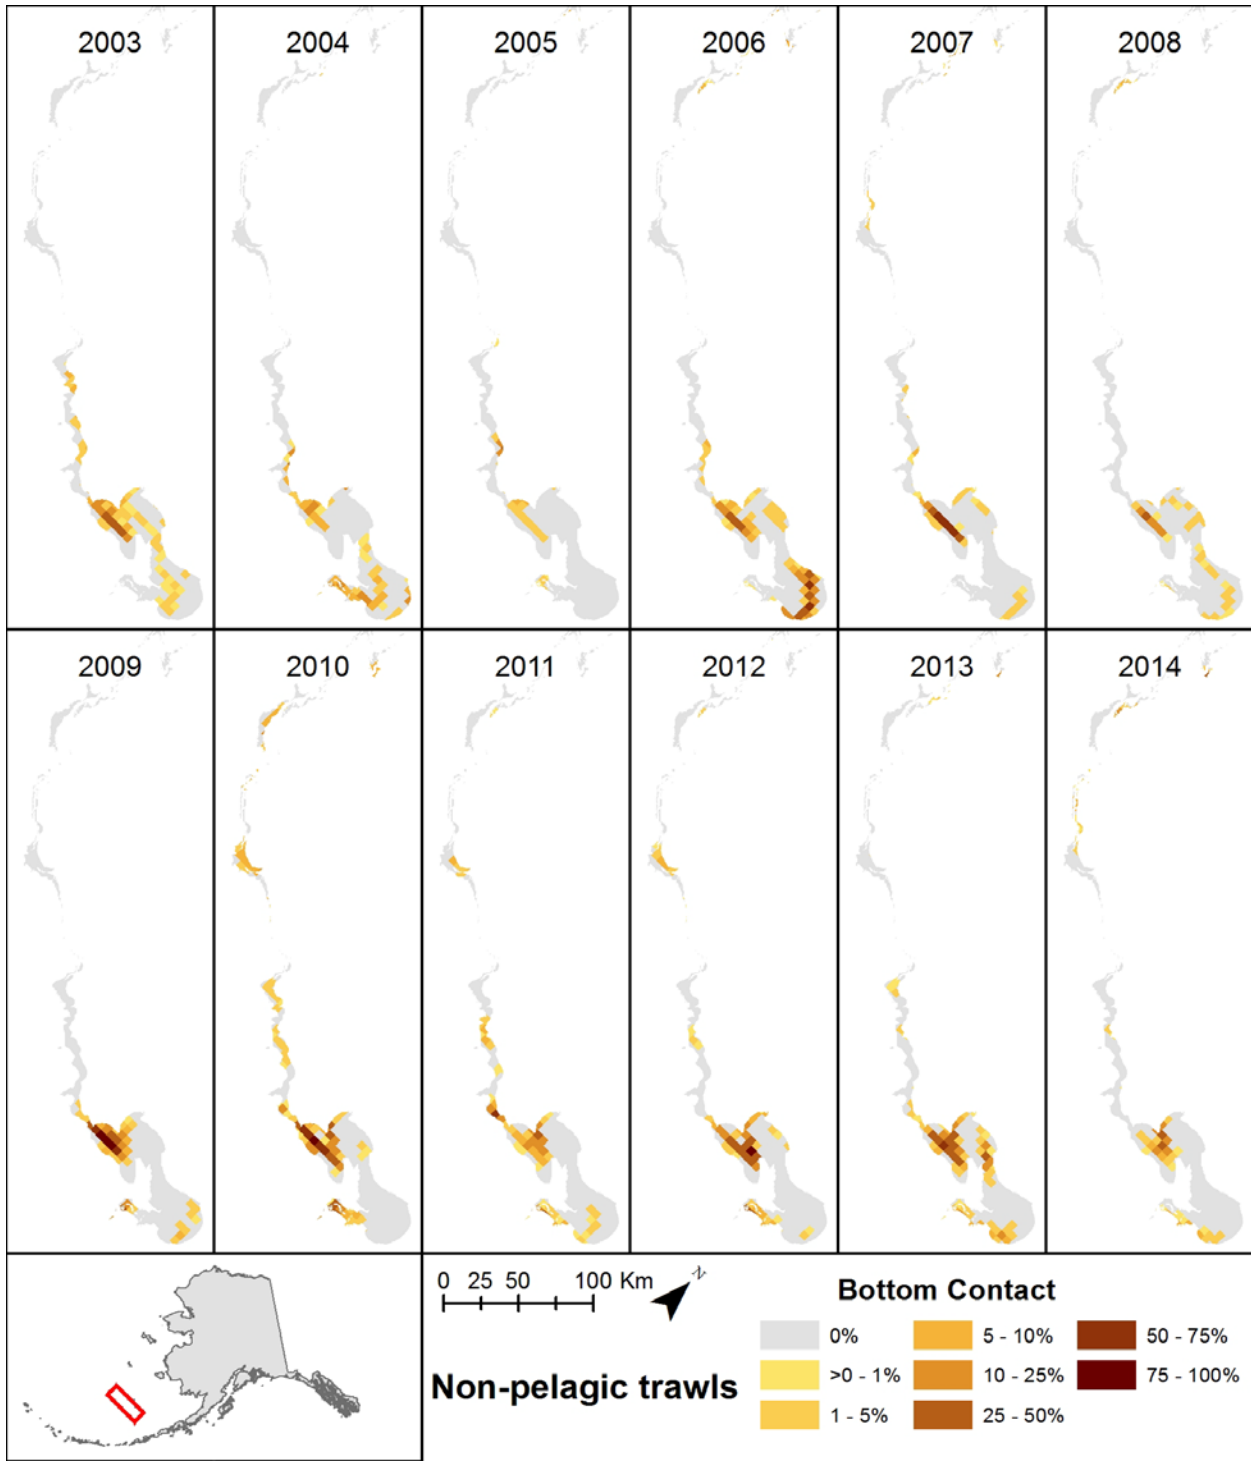 2003 2004 2005 2006 2007 2008
2009 2010 2011 2012 2013 2014
0 25 50 100 Km
N
Non-pelagic trawls
Bottom Contact
0% 5 - 10% 50 - 75%
>0 - 1% 10 - 25% 75 - 100%
1 - 5% 25 - 50%